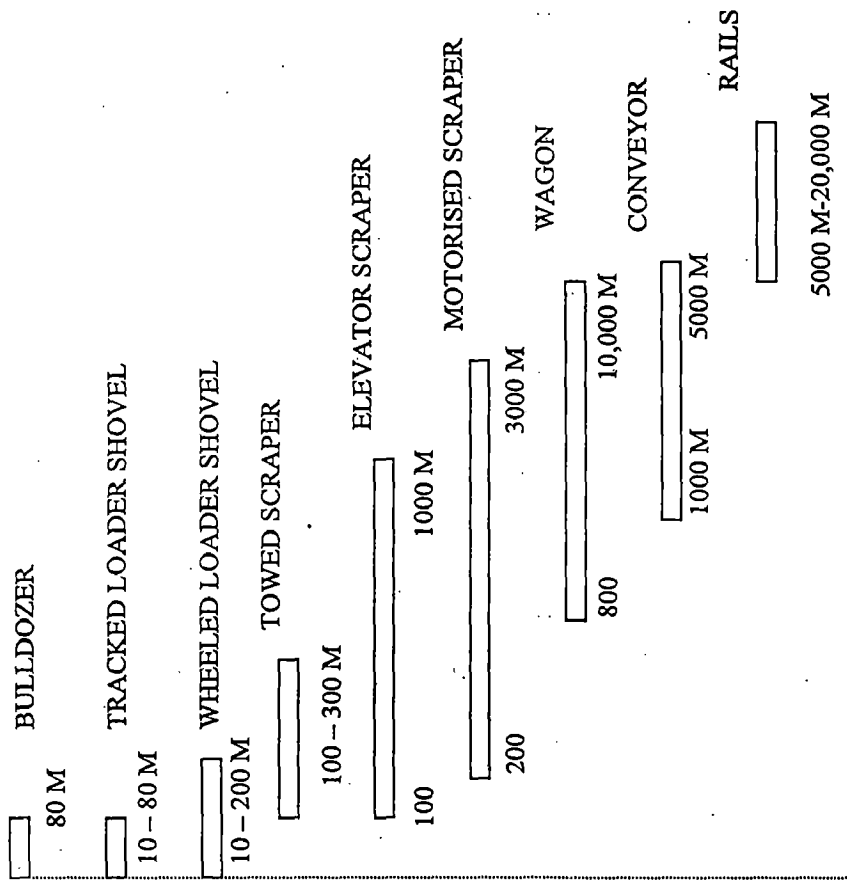 BULLDOZER
80 M
TRACKED LOADER SHOVEL
10 – 80 M
WHEELED LOADER SHOVEL
10 – 200 M
TOWED SCRAPER
100 – 300 M
ELEVATOR SCRAPER
100 1000 M
MOTORISED SCRAPER
200 3000 M
WAGON
800 10,000 M
CONVEYOR
1000 M 5000 M
RAILS
5000 M-20,000 M